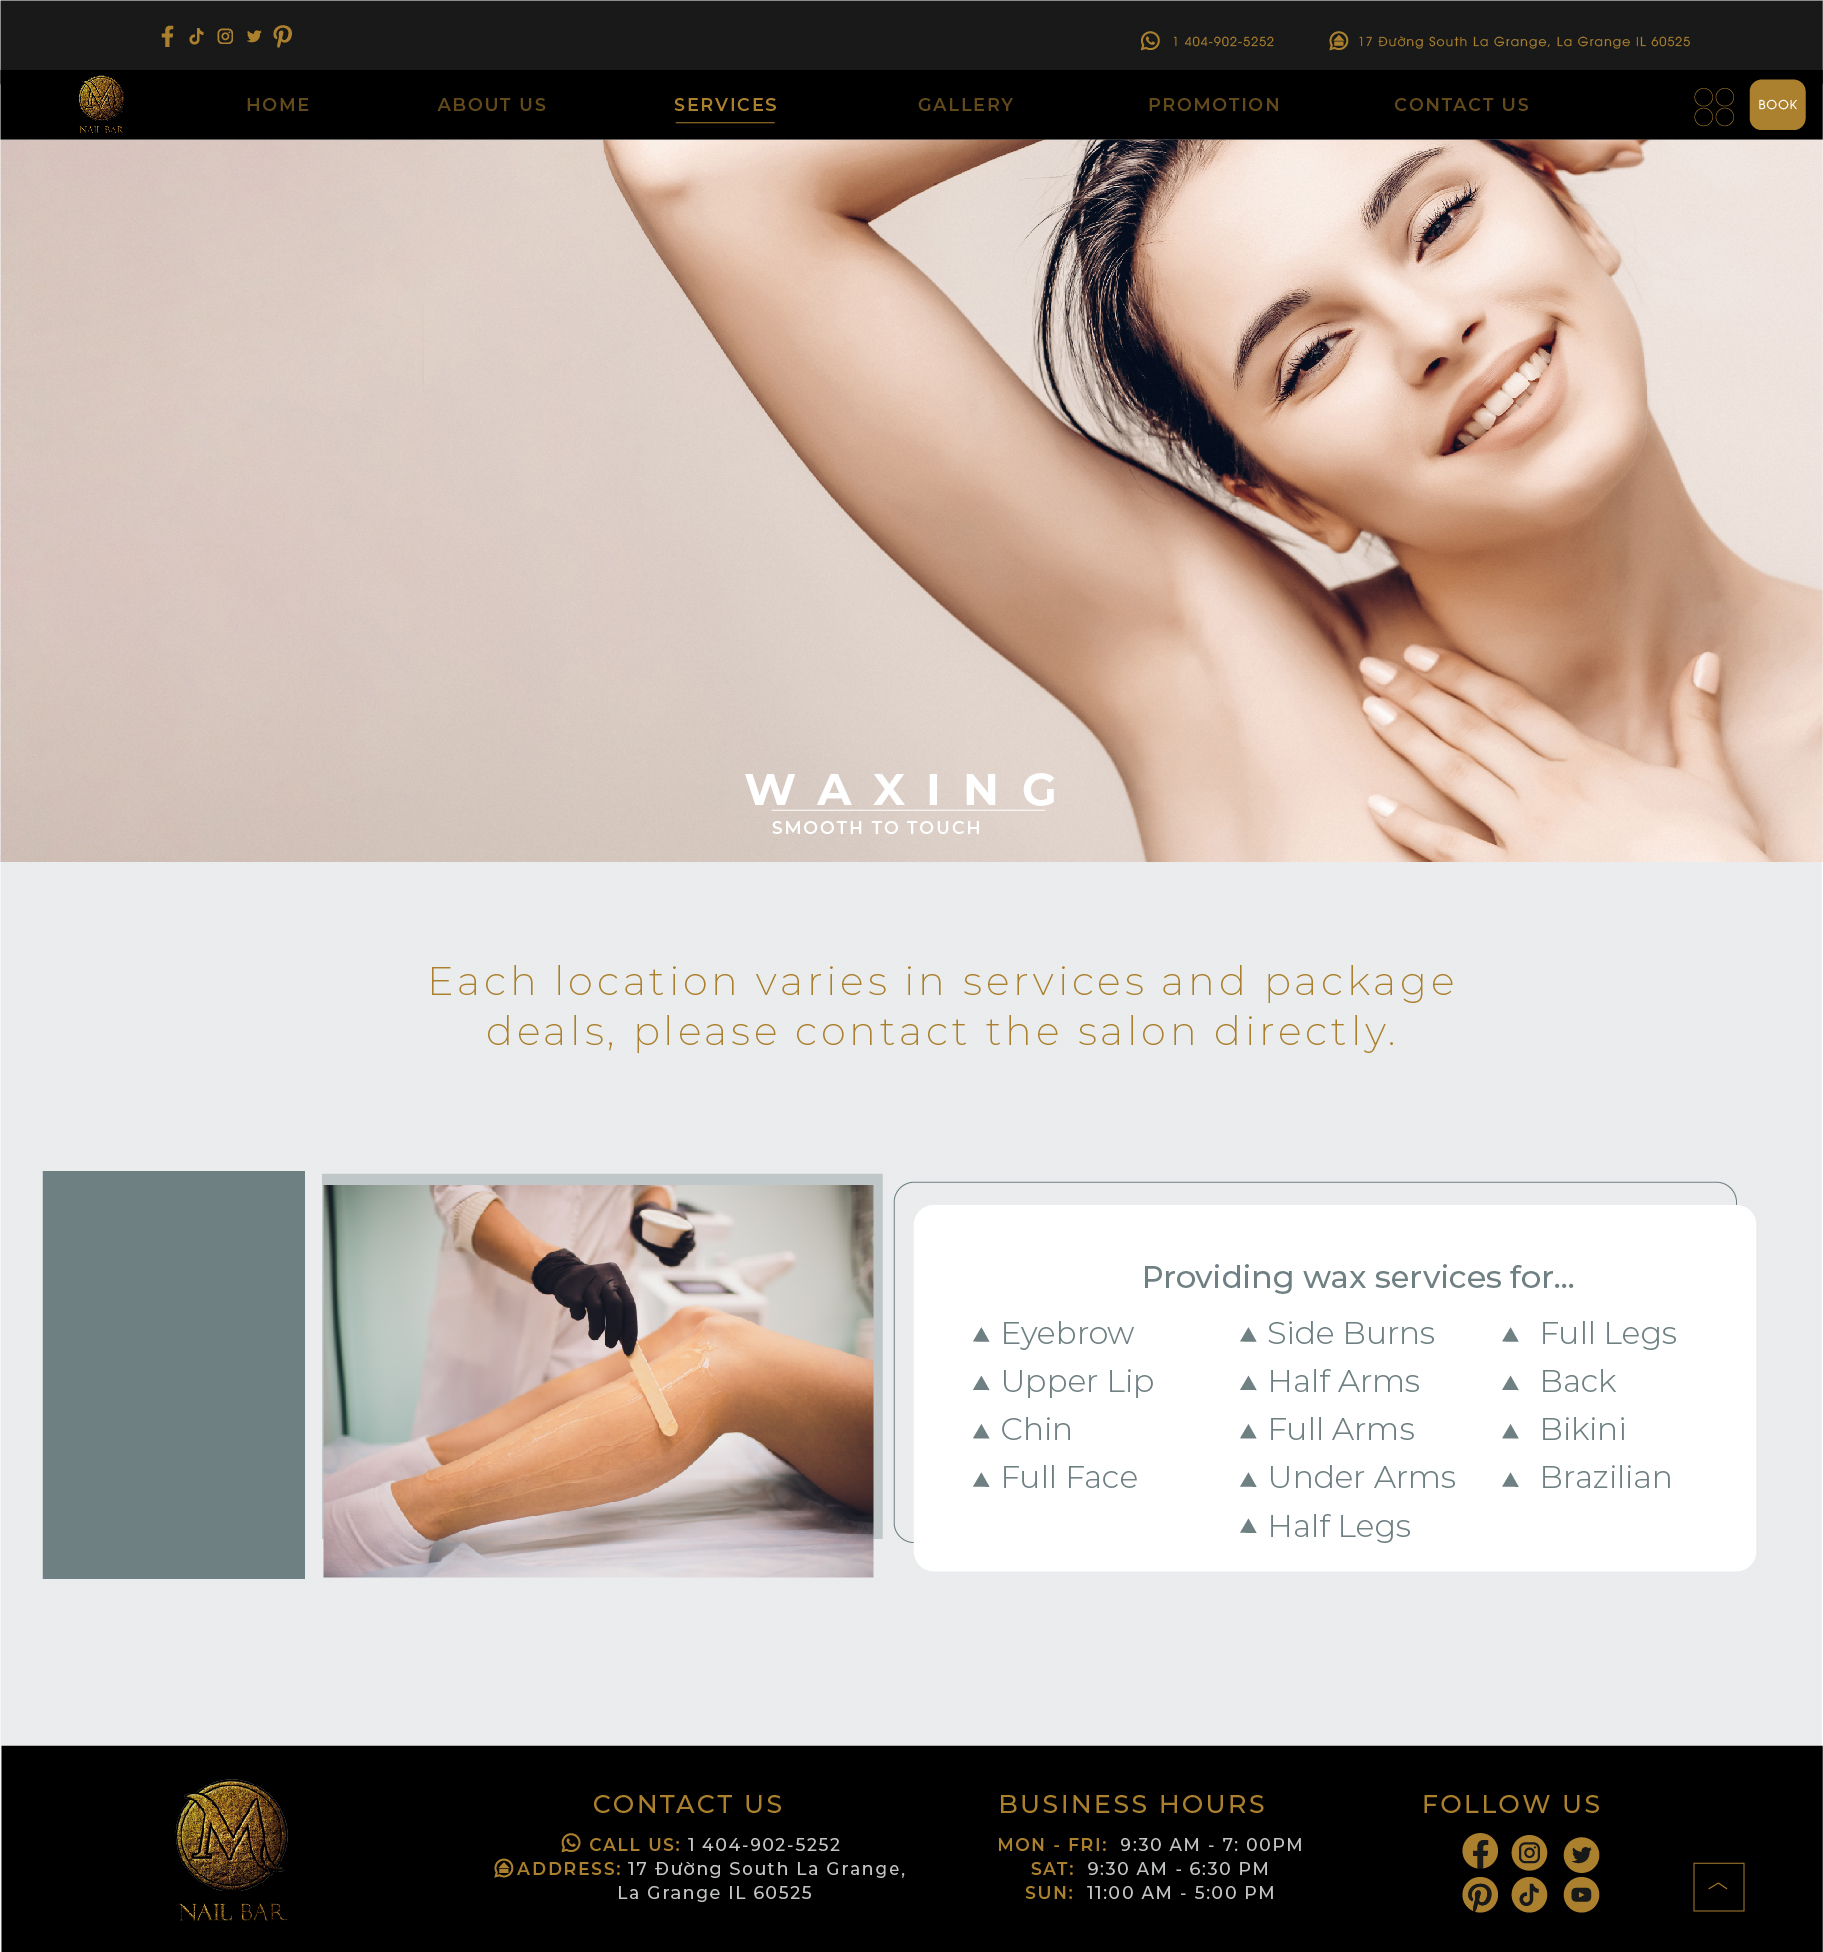 1 404-902-5252
17 Đường South La Grange, La Grange IL 60525
M
NAIL BAR
HOME
ABOUT US
SERVICES
GALLERY
PROMOTION
CONTACT US
BOOK
WAXING
SMOOTH TO TOUCH
Each location varies in services and package
deals, please contact the salon directly.
Providing wax services for...
Eyebrow
Upper Lip
Chin
Full Face
Side Burns
Half Arms
Full Arms
Under Arms
Half Legs
Full Legs
Back
Bikini
Brazilian
M
NAIL BAR
CONTACT US
CALL US: 1 404-902-5252
ADDRESS: 17 Đường South La Grange,
La Grange IL 60525
BUSINESS HOURS
MON - FRI: 9:30 AM - 7: 00PM
SAT: 9:30 AM - 6:30 PM
SUN: 11:00 AM - 5:00 PM
FOLLOW US